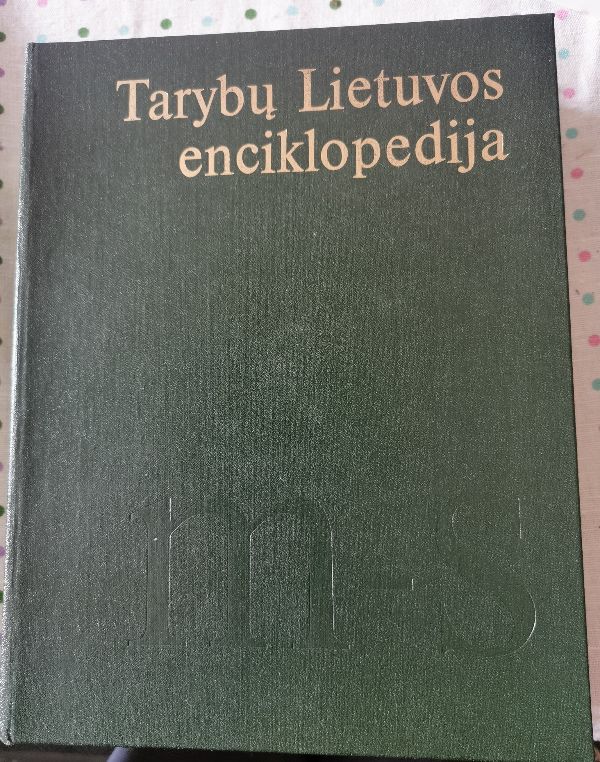 Tarybų Lietuvos
enciklopedija
m-s